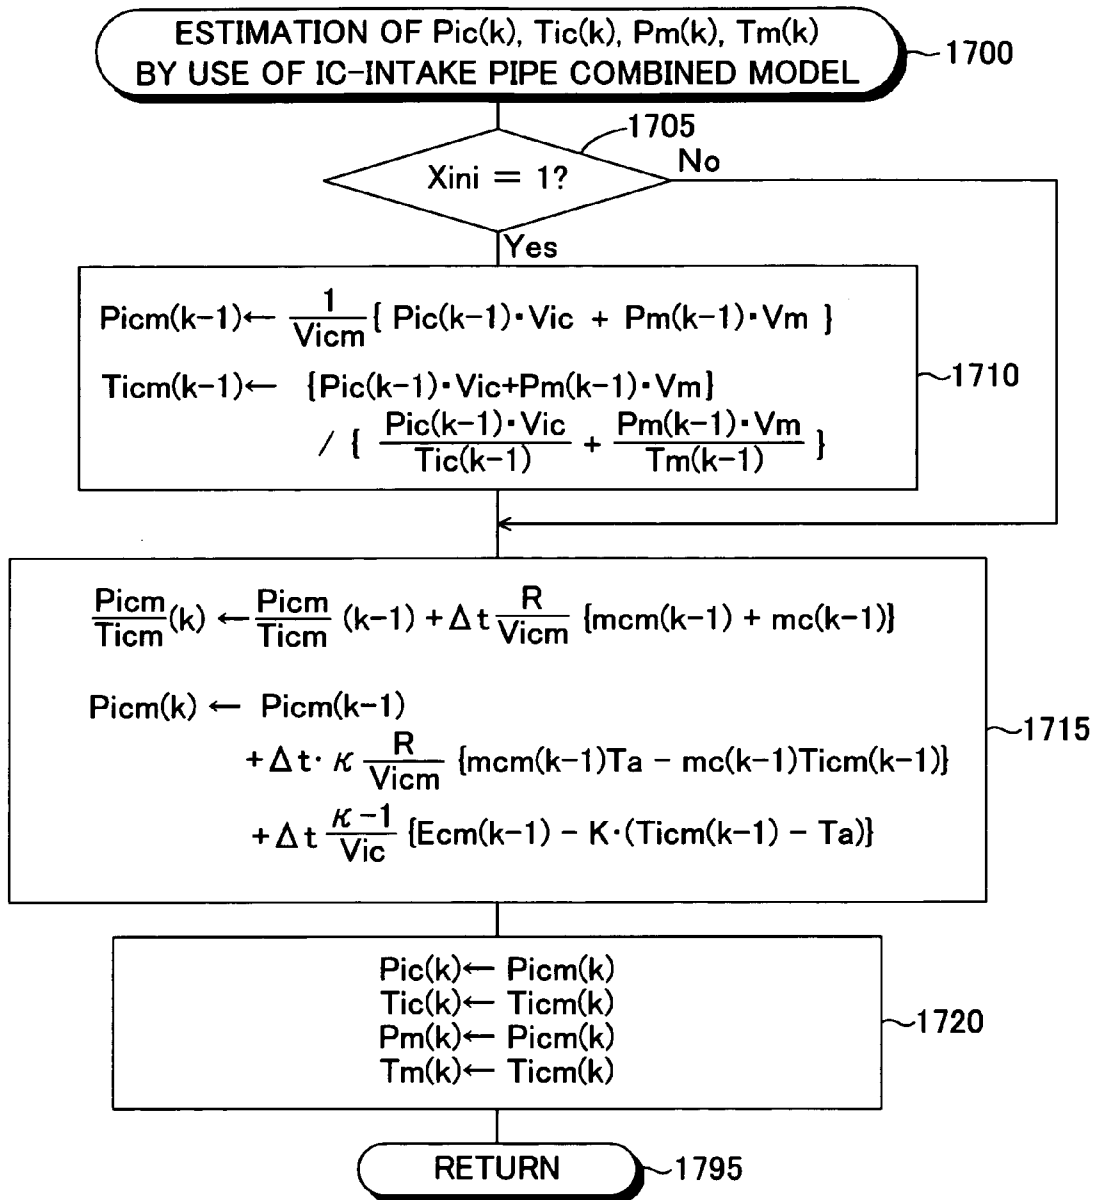 ESTIMATION OF Pic(k), Tic(k), Pm(k), Tm(k)
BY USE OF IC-INTAKE PIPE COMBINED MODEL
1700
1705
Xini = 1?
No
Yes
Picm(k-1)← 1/Vicm { Pic(k-1)·Vic + Pm(k-1)·Vm }
Ticm(k-1)← {Pic(k-1)·Vic+Pm(k-1)·Vm}
/ { Pic(k-1)·Vic/Tic(k-1) + Pm(k-1)·Vm/Tm(k-1) }
1710
Picm/Ticm (k) ← Picm/Ticm (k-1) + Δt R/Vicm {mcm(k-1) + mc(k-1)}
Picm(k) ← Picm(k-1)
+Δt· κ R/Vicm {mcm(k-1)Ta - mc(k-1)Ticm(k-1)}
+Δt κ-1/Vic {Ecm(k-1) - K·(Ticm(k-1) - Ta)}
1715
Pic(k)← Picm(k)
Tic(k)← Ticm(k)
Pm(k)← Picm(k)
Tm(k)← Ticm(k)
1720
RETURN
1795